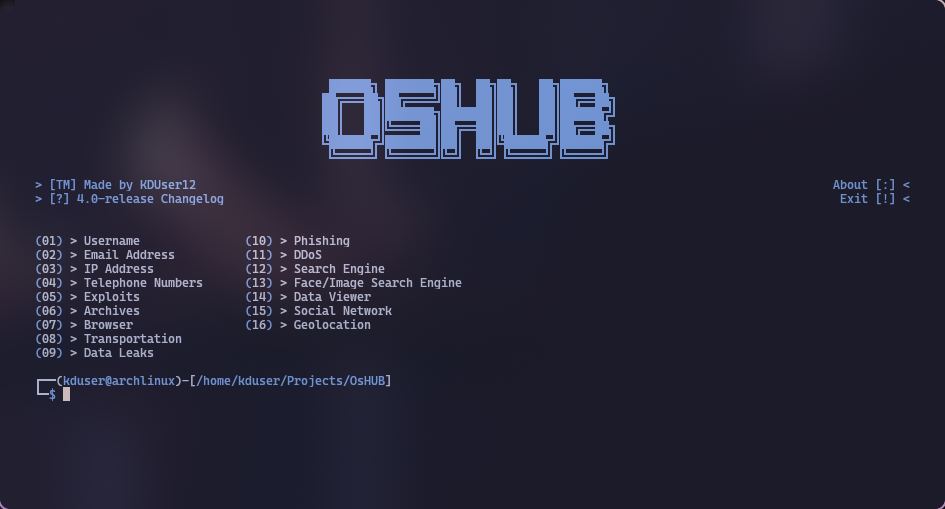 OSHUB
> [TM] Made by KDUser12
About [:] <
> [?] 4.0-release Changelog
Exit [!] <
(01) > Username
(10) > Phishing
(02) > Email Address
(11) > DDoS
(03) > IP Address
(12) > Search Engine
(04) > Telephone Numbers
(13) > Face/Image Search Engine
(05) > Exploits
(14) > Data Viewer
(06) > Archives
(15) > Social Network
(07) > Browser
(16) > Geolocation
(08) > Transportation
(09) > Data Leaks
┌──(kduser@archlinux)-[/home/kduser/Projects/OsHUB]
└─$